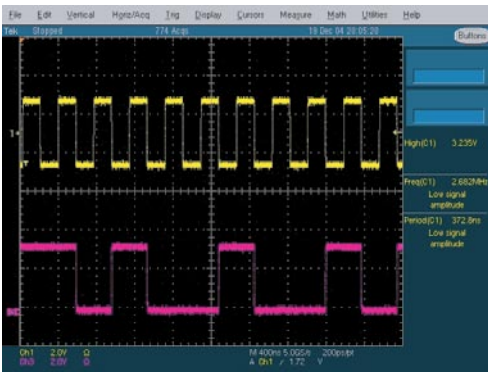 File Edit Vertical Horiz/Acq Trig Display Cursors Measure Math Utilities Help
Tek Stopped 774 Acqs 19 Dec 04 20:05:20 Buttons
High(C1) 3.235V
Freq(C1) 2.682MHz
Low signal
amplitude
Period(C1) 372.8ns
Low signal
amplitude
Ch1 2.0V Ω M 400ns 5.0GS/s 200ps/pt
Ch3 2.0V Ω A Ch1 / 1.72 V